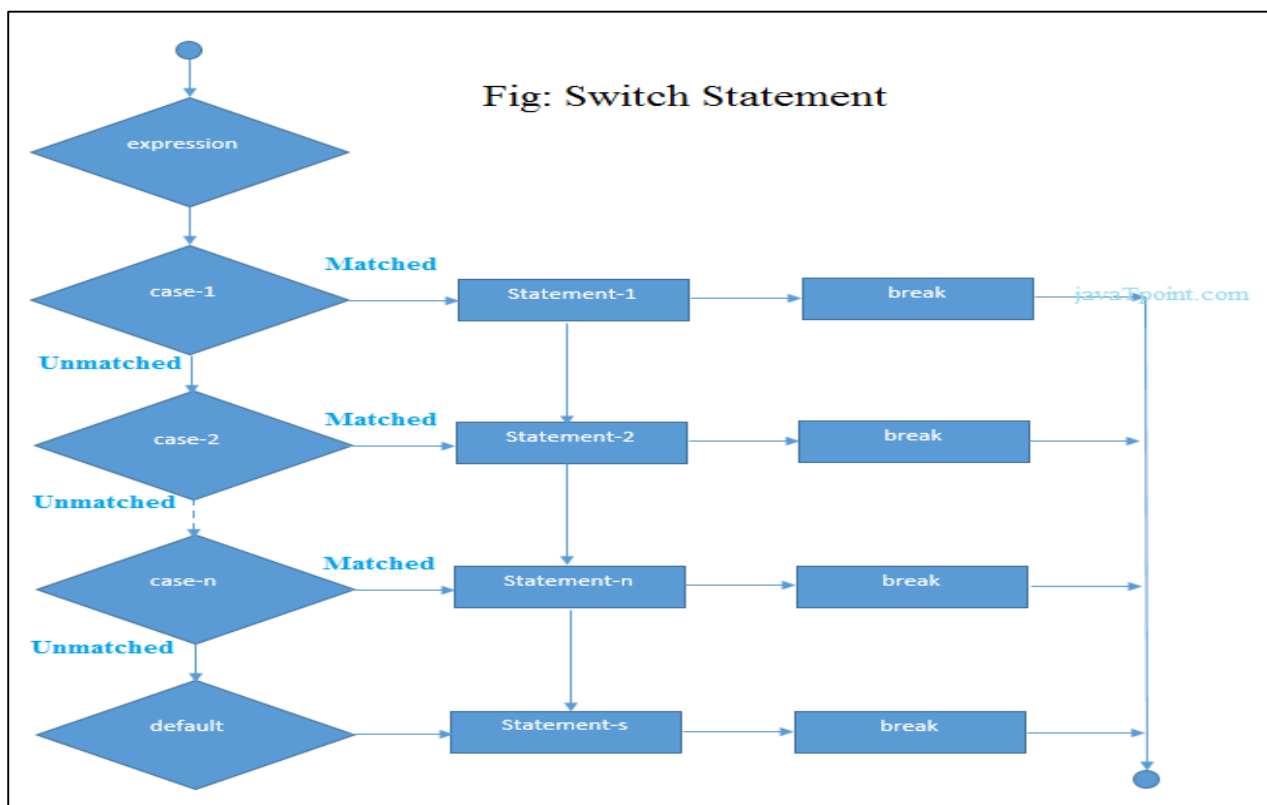 Fig: Switch Statement
expression
case-1
Matched
Statement-1
break
javaTpoint.com
Unmatched
case-2
Matched
Statement-2
break
Unmatched
case-n
Matched
Statement-n
break
Unmatched
default
Statement-s
break